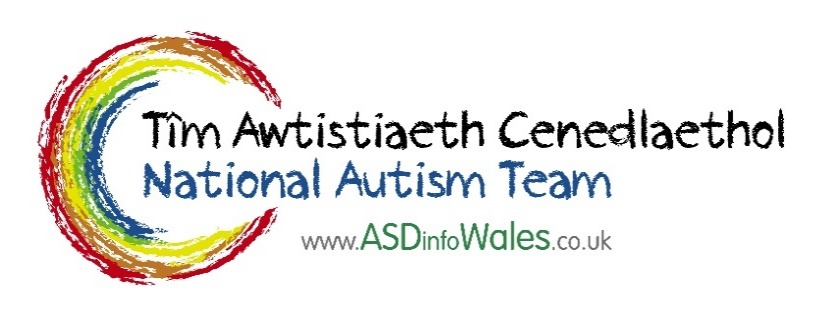 Tîm Awtistiaeth Cenedlaethol
National Autism Team
www.ASDinfoWales.co.uk